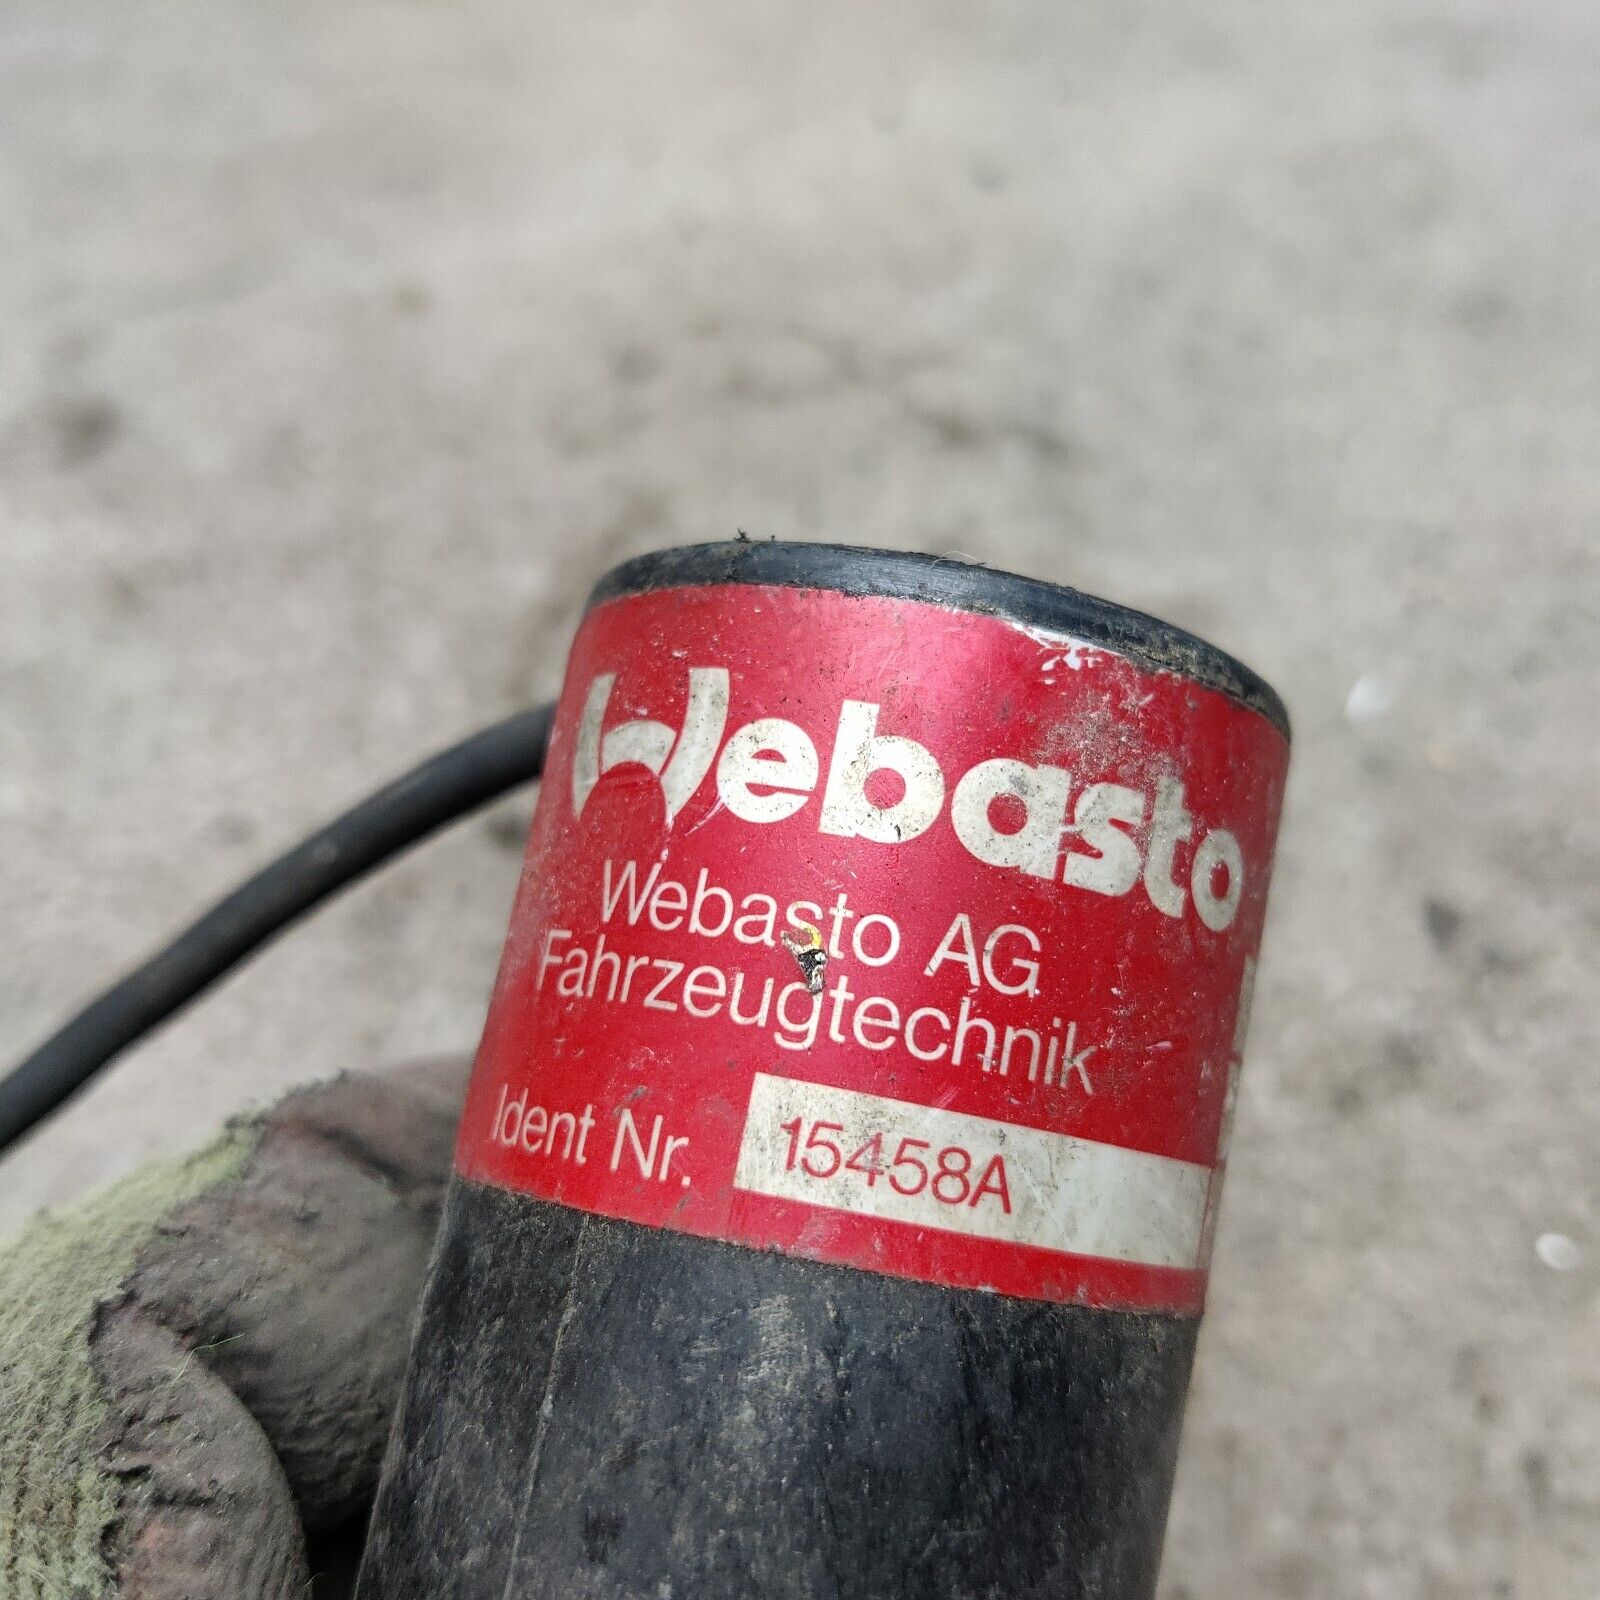 Webasto
Webasto AG
Fahrzeugtechnik
Ident Nr. 15458A